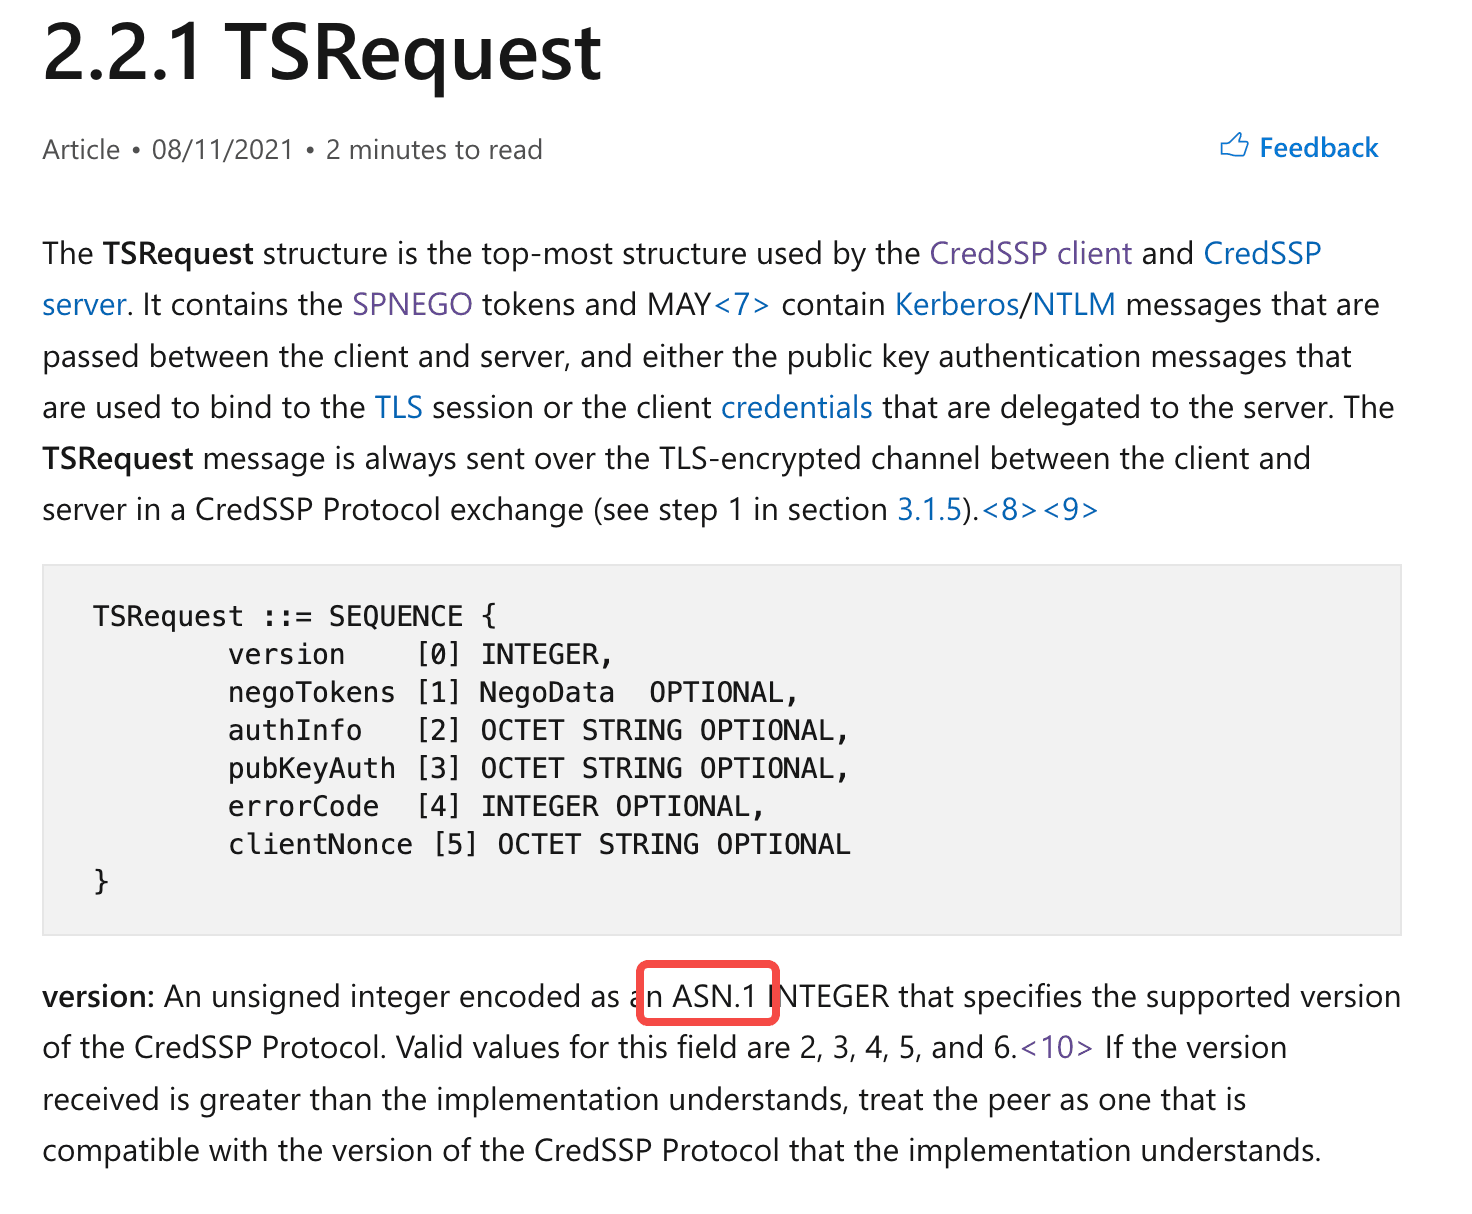 2.2.1 TSRequest
Article • 08/11/2021 • 2 minutes to read
Feedback
The TSRequest structure is the top-most structure used by the CredSSP client and CredSSP
server. It contains the SPNEGO tokens and MAY<7> contain Kerberos/NTLM messages that are
passed between the client and server, and either the public key authentication messages that
are used to bind to the TLS session or the client credentials that are delegated to the server. The
TSRequest message is always sent over the TLS-encrypted channel between the client and
server in a CredSSP Protocol exchange (see step 1 in section 3.1.5).<8><9>
TSRequest ::= SEQUENCE {
        version    [0] INTEGER,
        negoTokens [1] NegoData  OPTIONAL,
        authInfo   [2] OCTET STRING OPTIONAL,
        pubKeyAuth [3] OCTET STRING OPTIONAL,
        errorCode  [4] INTEGER OPTIONAL,
        clientNonce [5] OCTET STRING OPTIONAL
}
version: An unsigned integer encoded as an ASN.1 INTEGER that specifies the supported version
of the CredSSP Protocol. Valid values for this field are 2, 3, 4, 5, and 6.<10> If the version
received is greater than the implementation understands, treat the peer as one that is
compatible with the version of the CredSSP Protocol that the implementation understands.